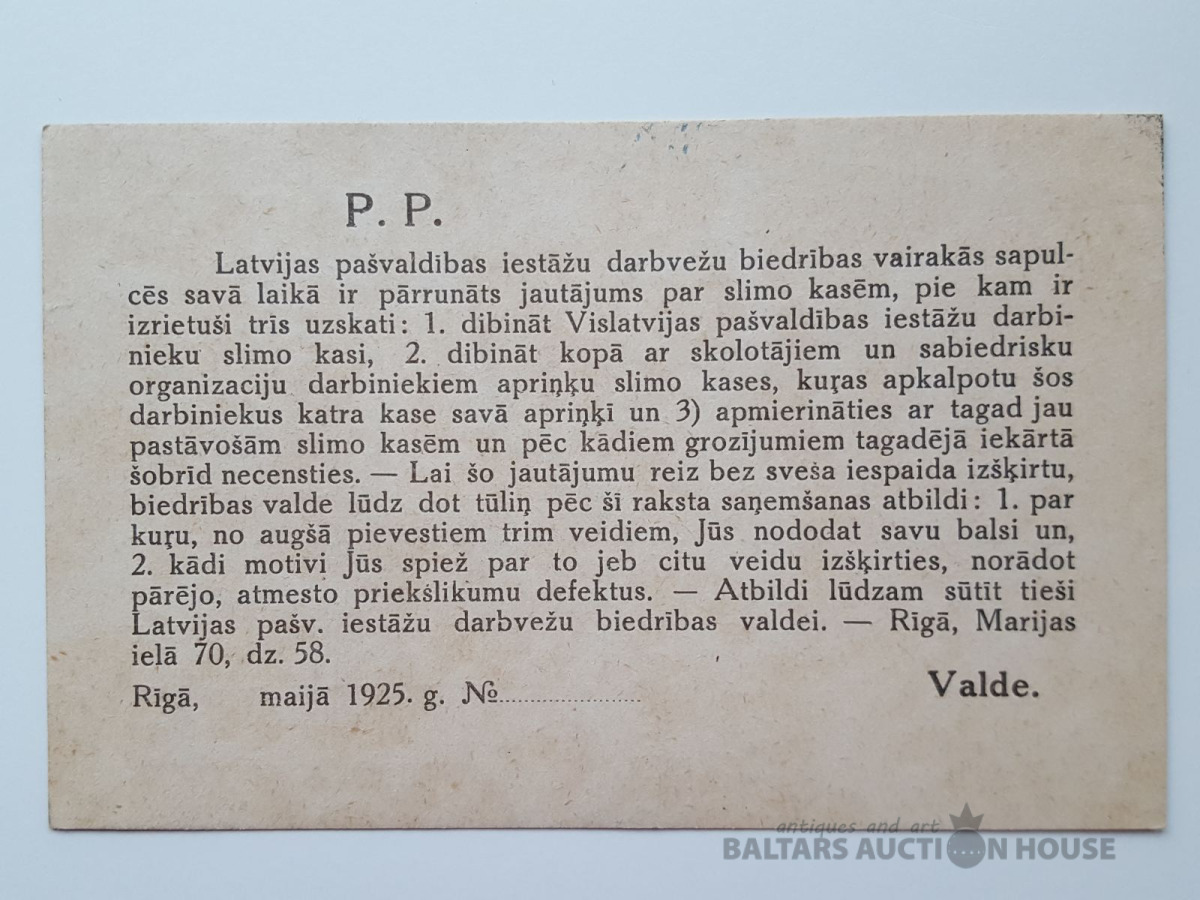 P. P.
Latvijas pašvaldības iestāžu darbvežu biedrības vairakās sapul-
cēs savā laikā ir pārrunāts jautājums par slimo kasēm, pie kam ir
izrietuši trīs uzskati: 1. dibināt Vislatvijas pašvaldības iestāžu darbi-
nieku slimo kasi, 2. dibināt kopā ar skolotājiem un sabiedrisku
organizaciju darbiniekiem apriņķu slimo kases, kuŗas apkalpotu šos
darbiniekus katra kase savā apriņķī un 3) apmierināties ar tagad jau
pastāvošām slimo kasēm un pēc kādiem grozījumiem tagadējā iekārtā
šobrīd necensties. — Lai šo jautājumu reiz bez sveša iespaida izšķirtu,
biedrības valde lūdz dot tūliņ pēc šī raksta saņemšanas atbildi: 1. par
kuŗu, no augšā pievestiem trim veidiem, Jūs nododat savu balsi un,
2. kādi motivi Jūs spiež par to jeb citu veidu izšķirties, norādot
pārējo, atmesto priekšlikumu defektus. — Atbildi lūdzam sūtīt tieši
Latvijas pašv. iestāžu darbvežu biedrības valdei. — Rīgā, Marijas
ielā 70, dz. 58.
Valde.
Rīgā, maijā 1925. g. №
antiques and art
BALTARS AUCTION HOUSE